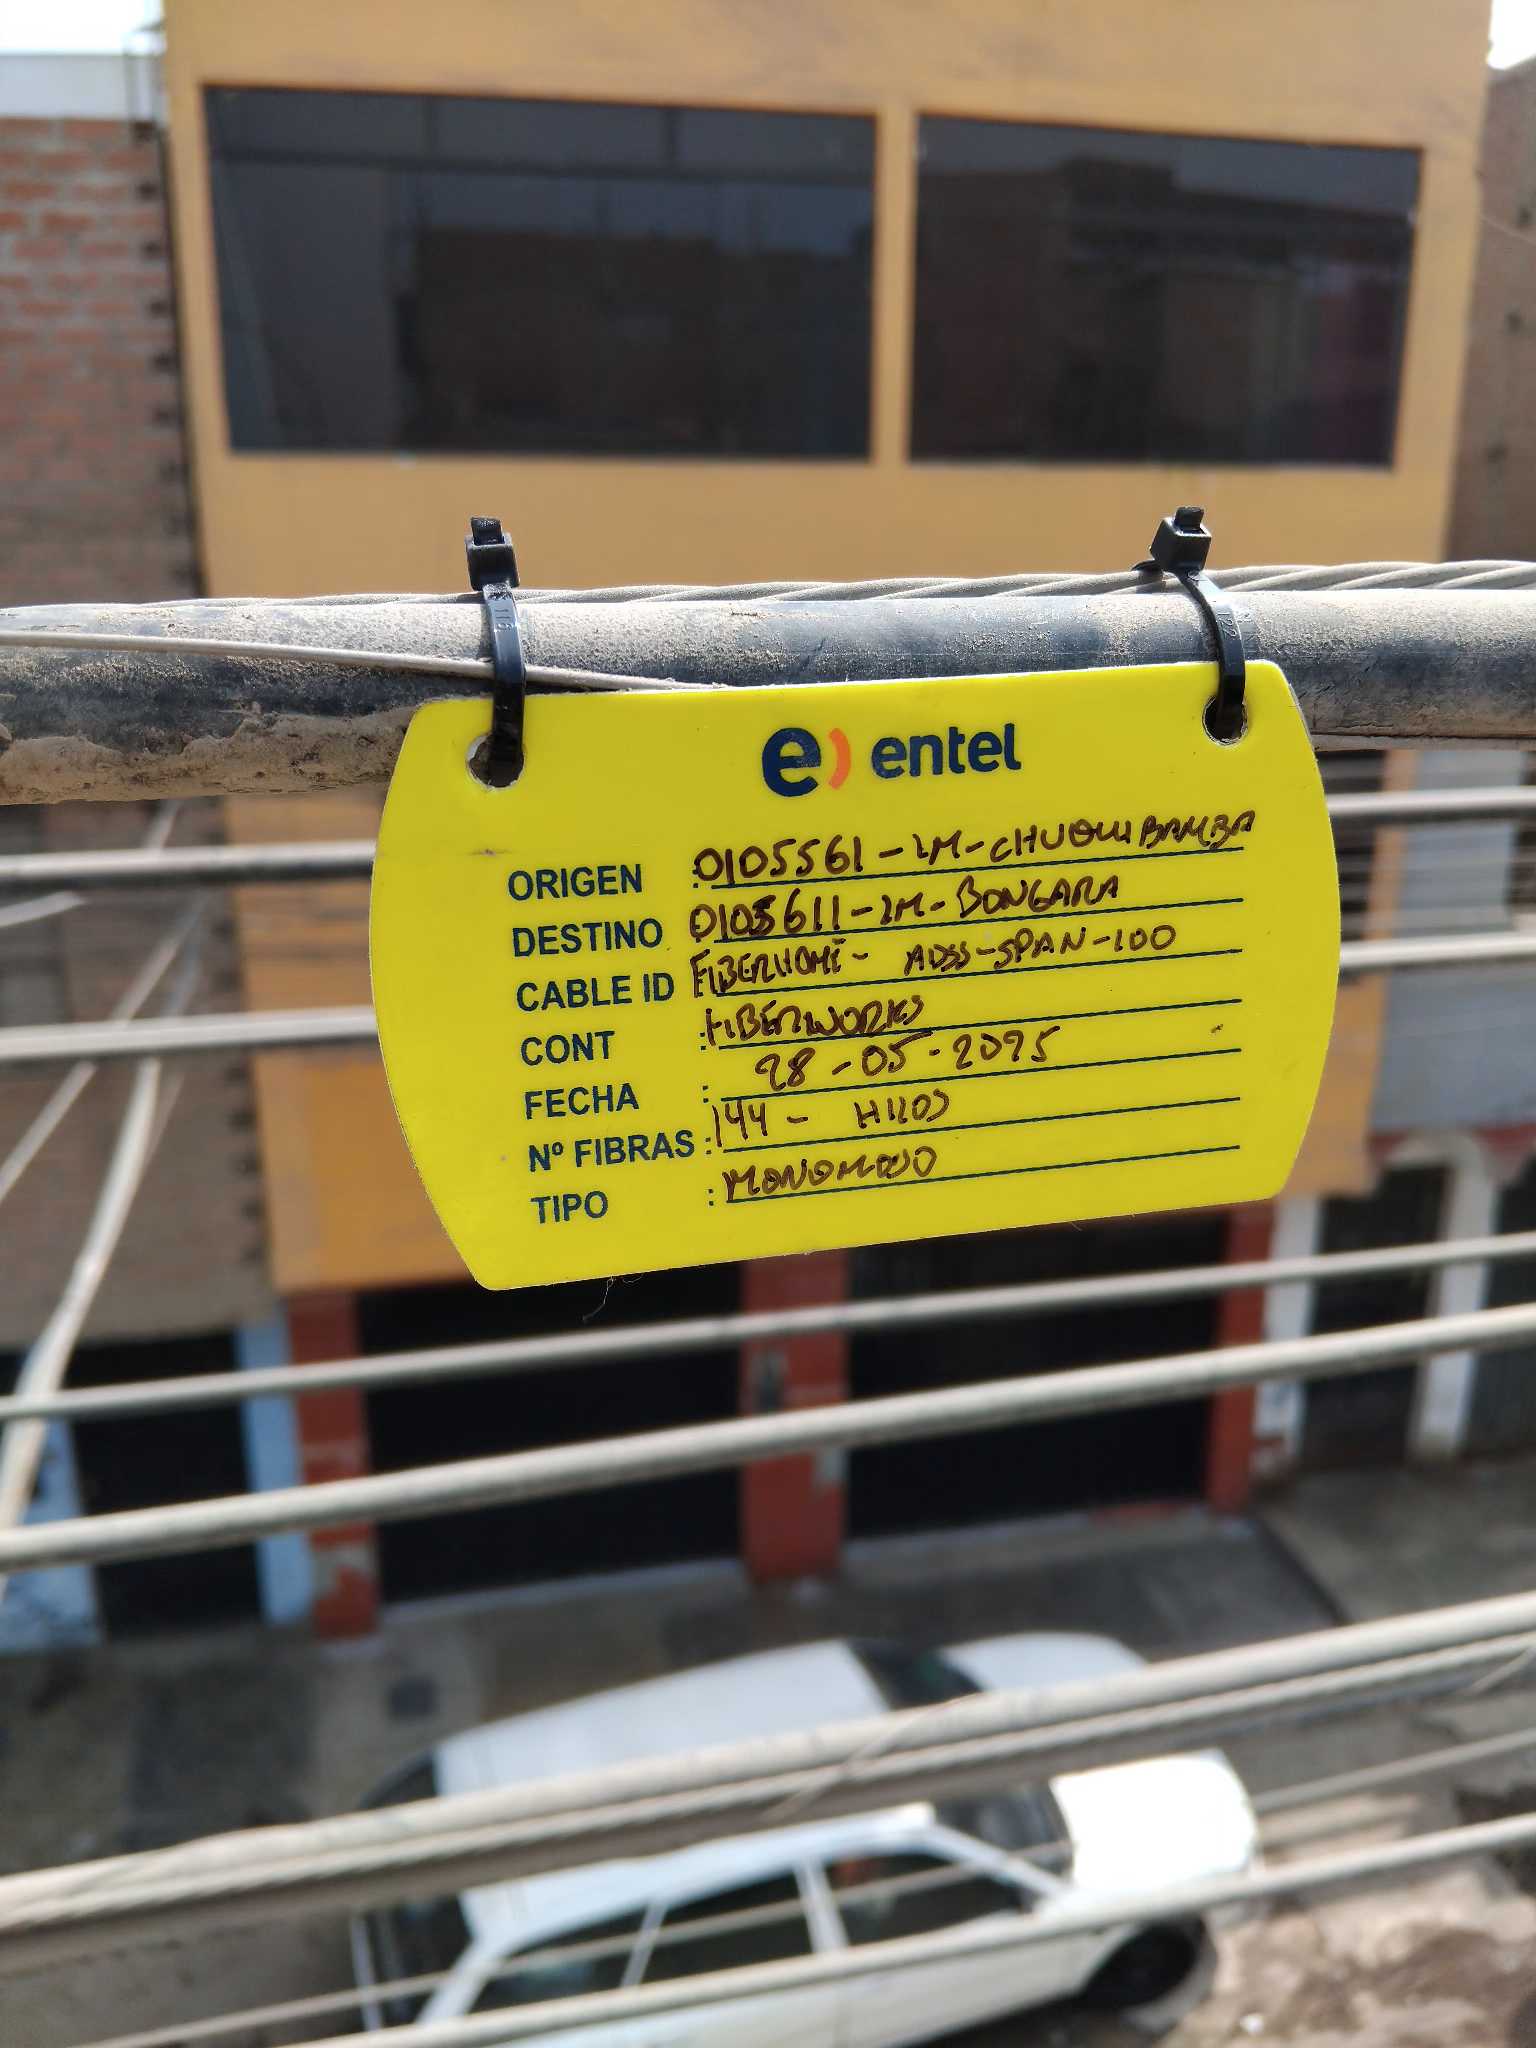 e) entel
ORIGEN : 0105561-LM-CHUQUIBAMBA
DESTINO : 0105611-LM-BONGARA
CABLE ID : FIBERHOME- ADSS-SPAN-100
CONT : FIBERWORKS
FECHA : 28-05-2025
Nº FIBRAS : 144- HILOS
TIPO : MONOMODO